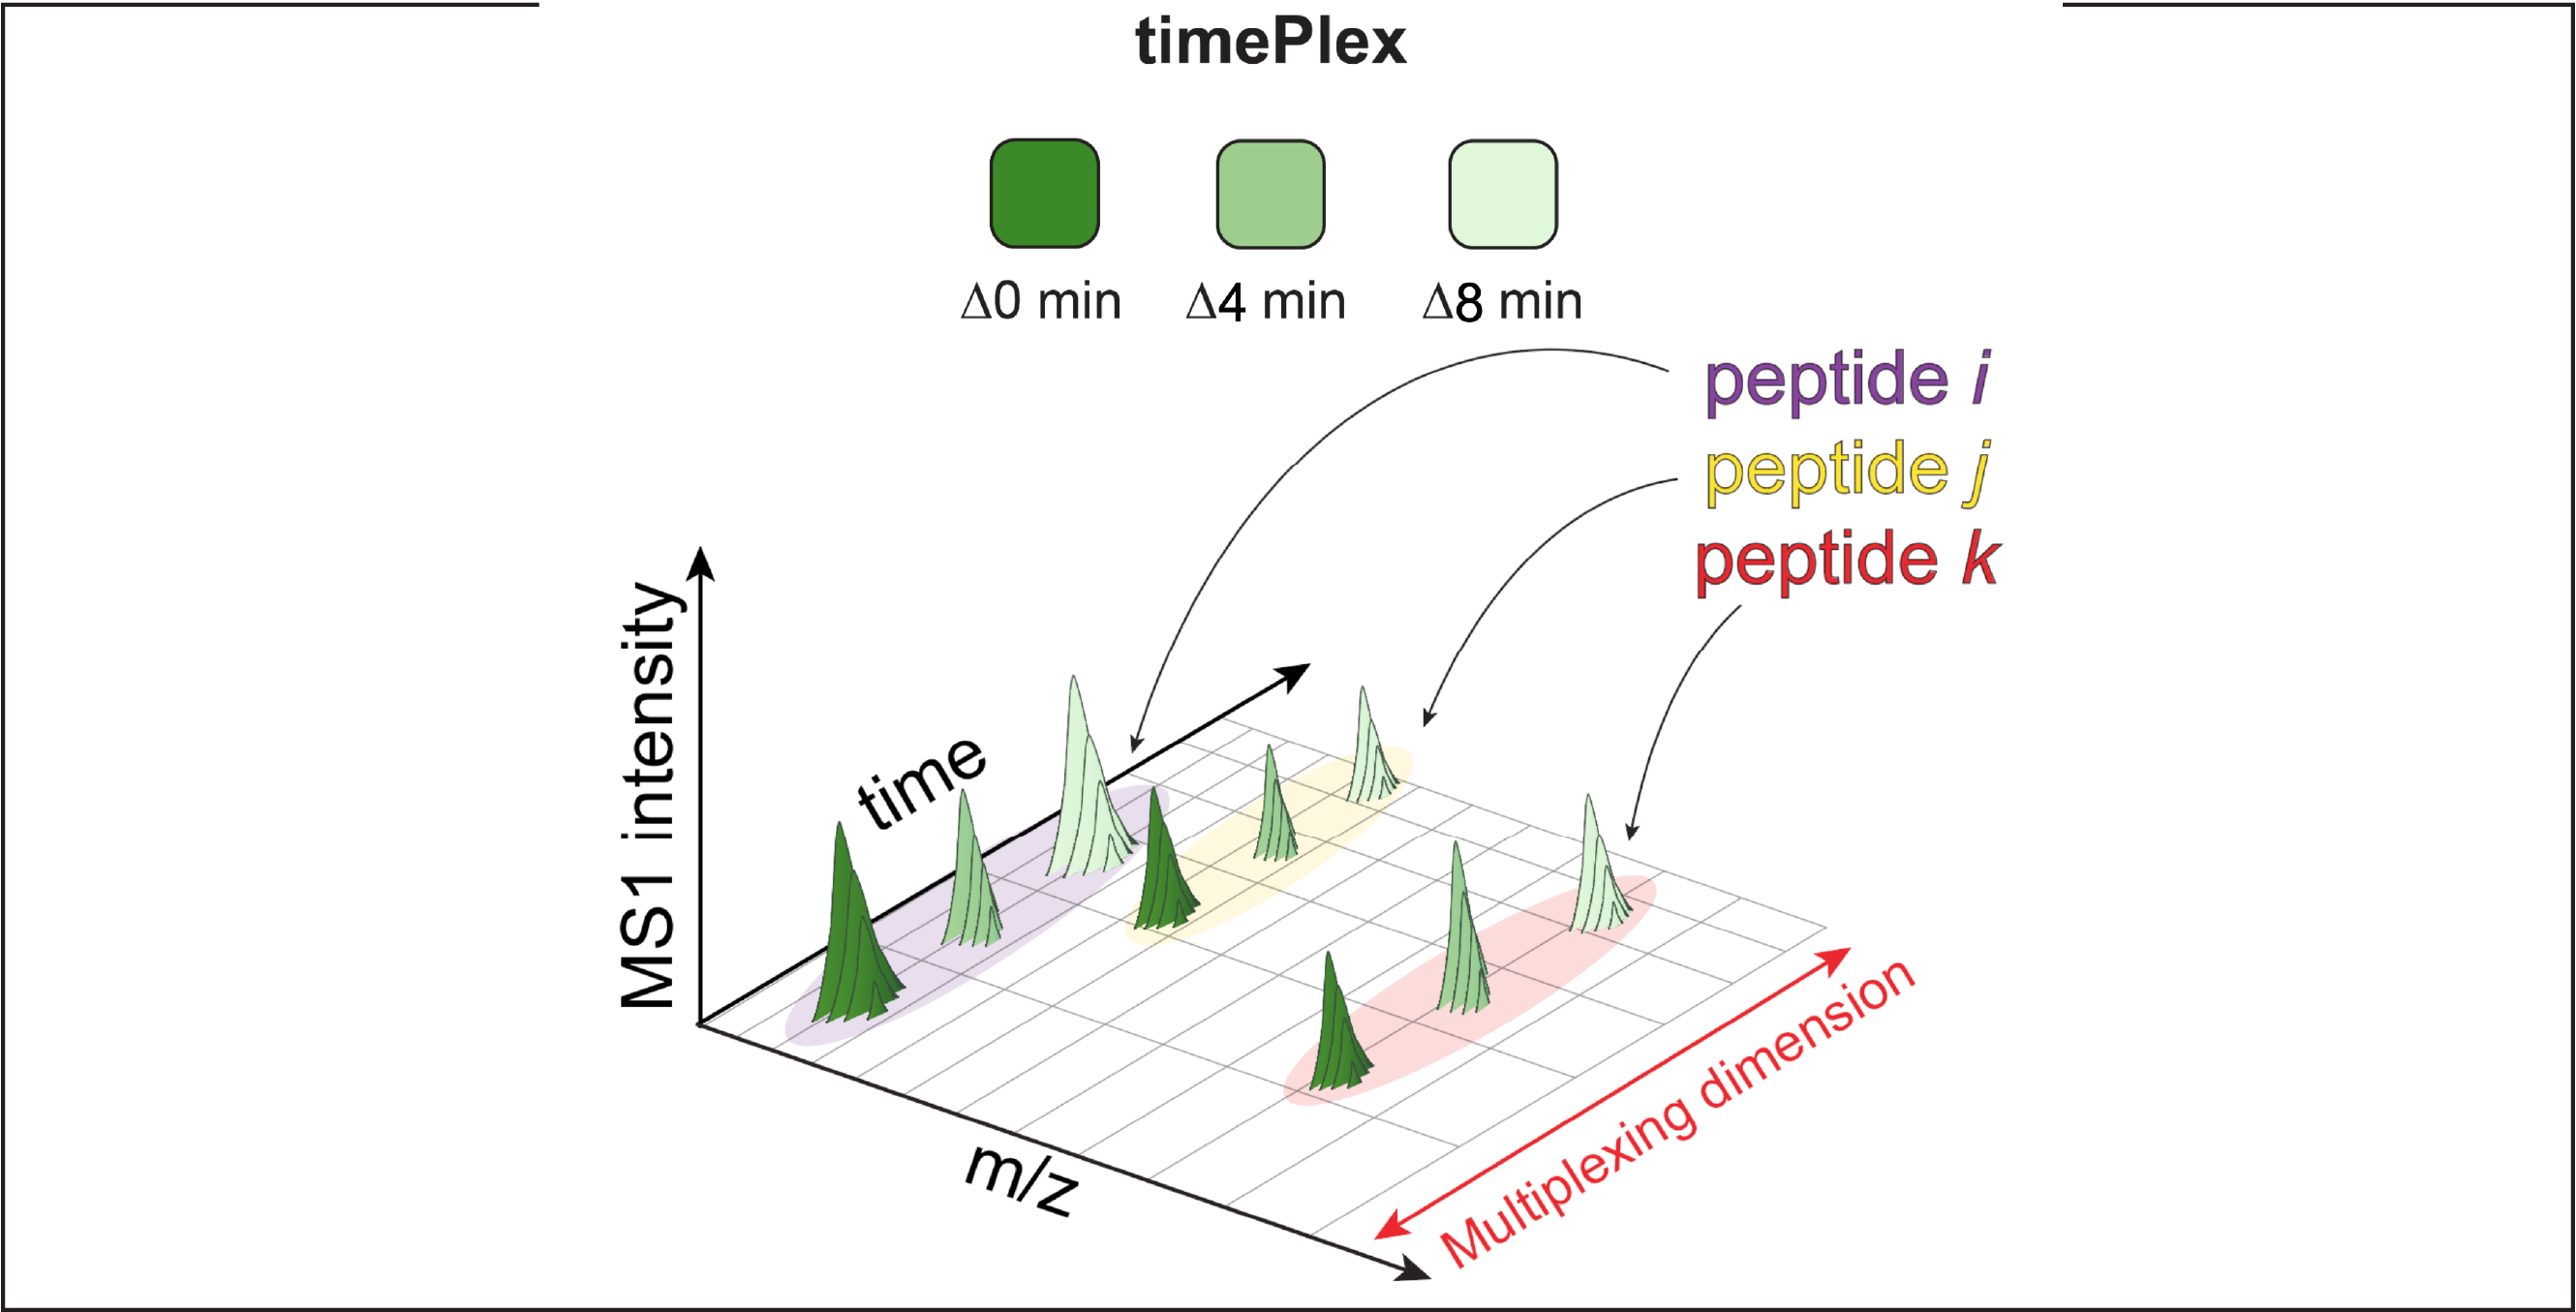 timePlex
Δ0 min Δ4 min Δ8 min
peptide i
peptide j
peptide k
MS1 intensity
time
m/z
Multiplexing dimension